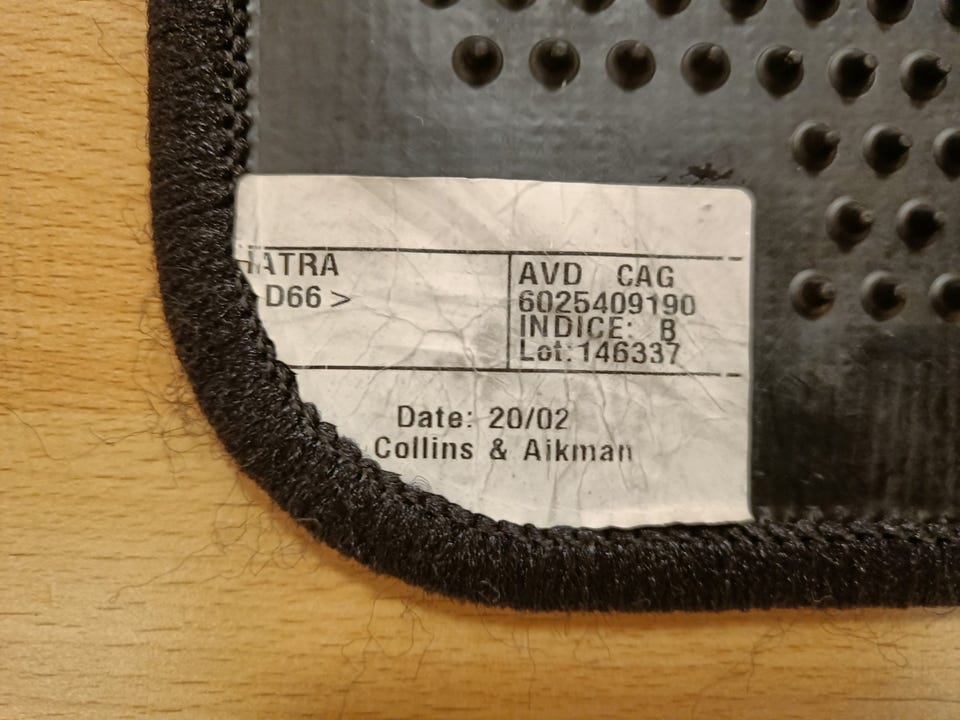 HATRA
D66 >
AVD CAG
6025409190
INDICE: B
Lot: 146337
Date: 20/02
Collins & Aikman